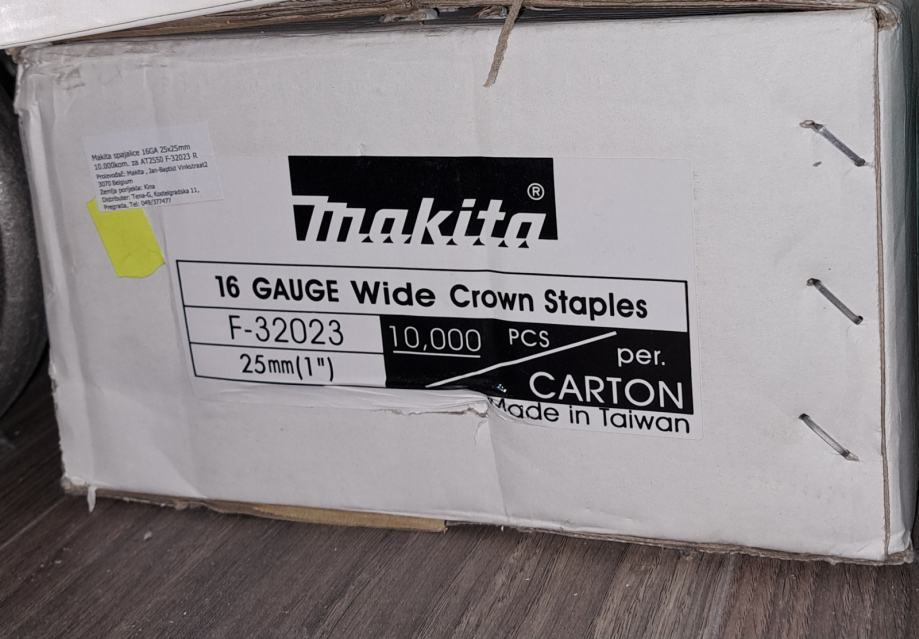 Makita spajalice 16GA 25x25mm
10.000kom. za AT2550 F-32023 R
Proizvođač: Makita , Jan-Baptist Vinkstraat2
3070 Belgium
Zemlja porijekla: Kina
Distributer: Tema-G, Kostelgradska 11,
Pregrada, Tel: 049/377477
makita®
16 GAUGE Wide Crown Staples
F-32023
25mm(1")
10,000 PCS
per.
CARTON
Made in Taiwan